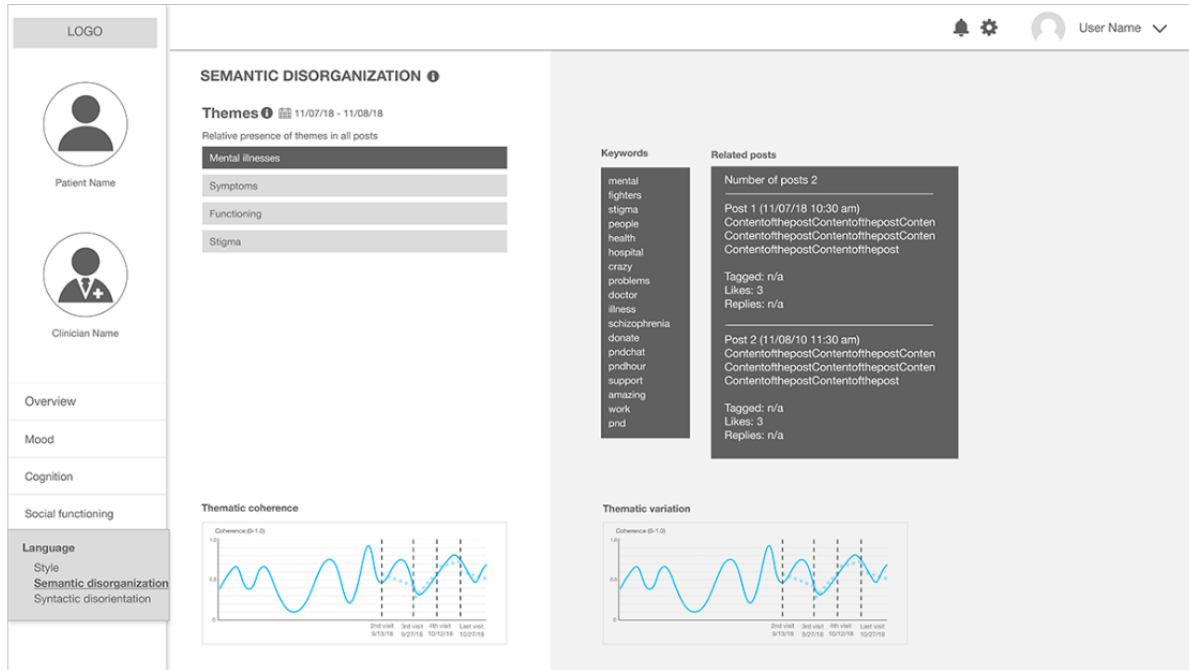 LOGO
User Name
Patient Name
Clinician Name
Overview
Mood
Cognition
Social functioning
Language
Style
Semantic disorganization
Syntactic disorientation
SEMANTIC DISORGANIZATION
Themes 11/07/18 - 11/08/18
Relative presence of themes in all posts
Mental illnesses
Symptoms
Functioning
Stigma
Keywords
mental
fighters
stigma
people
health
hospital
crazy
problems
doctor
illness
schizophrenia
donate
pndchat
pndhour
support
amazing
work
pnd
Related posts
Number of posts 2
Post 1 (11/07/18 10:30 am)
ContentofthepostContentofthepostConten
ContentofthepostContentofthepostConten
ContentofthepostContentofthepost
Tagged: n/a
Likes: 3
Replies: n/a
Post 2 (11/08/10 11:30 am)
ContentofthepostContentofthepostConten
ContentofthepostContentofthepostConten
ContentofthepostContentofthepost
Tagged: n/a
Likes: 3
Replies: n/a
Thematic coherence
Coherence (0-1.0)
1.0
0.5
0
2nd visit 3rd visit 4th visit Last visit
9/13/18 9/27/18 10/12/18 10/27/18
Thematic variation
Coherence (0-1.0)
1.0
0.5
0
2nd visit 3rd visit 4th visit Last visit
9/13/18 9/27/18 10/12/18 10/27/18